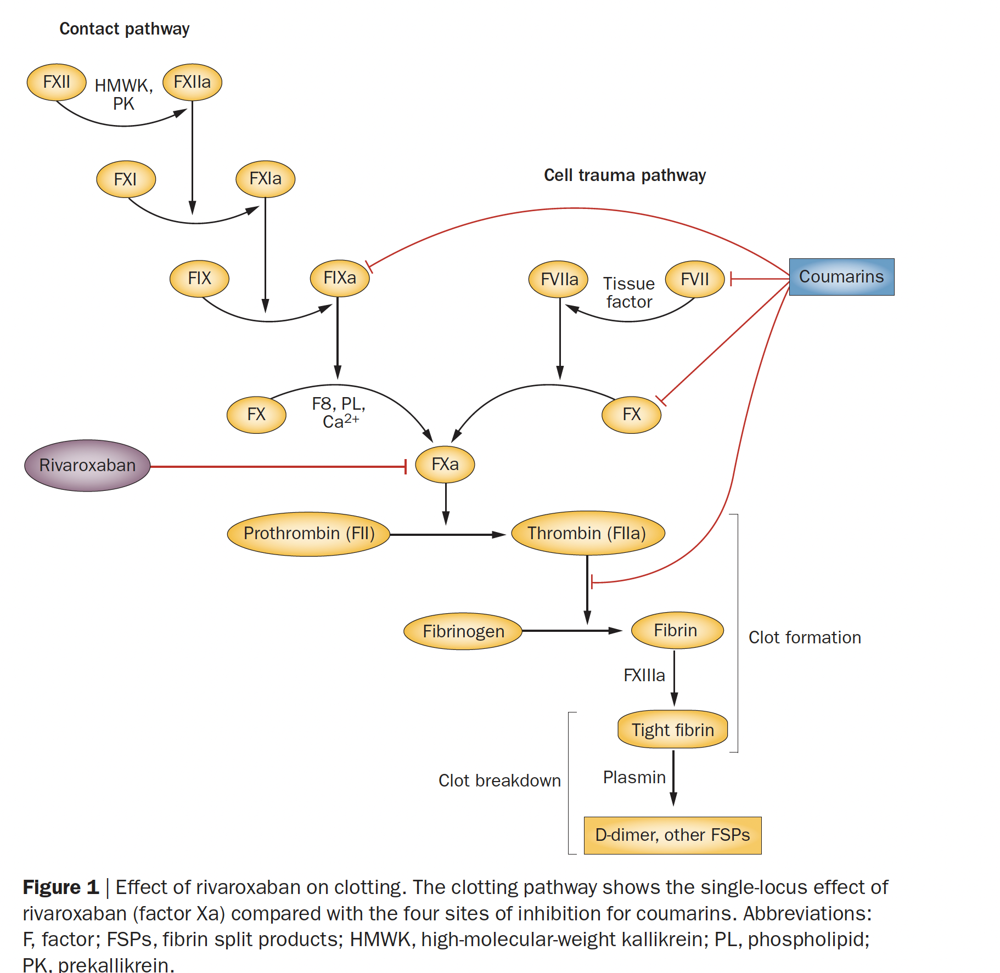 Contact pathway
FXII
HMWK,
PK
FXIIa
FXI
FXIa
Cell trauma pathway
FIX
FIXa
FVIIa
Tissue
factor
FVII
Coumarins
FX
F8, PL,
Ca2+
FX
Rivaroxaban
FXa
Prothrombin (FII)
Thrombin (FIIa)
Fibrinogen
Fibrin
Clot formation
FXIIIa
Tight fibrin
Clot breakdown
Plasmin
D-dimer, other FSPs
Figure 1 | Effect of rivaroxaban on clotting. The clotting pathway shows the single-locus effect of
rivaroxaban (factor Xa) compared with the four sites of inhibition for coumarins. Abbreviations:
F, factor; FSPs, fibrin split products; HMWK, high-molecular-weight kallikrein; PL, phospholipid;
PK, prekallikrein.